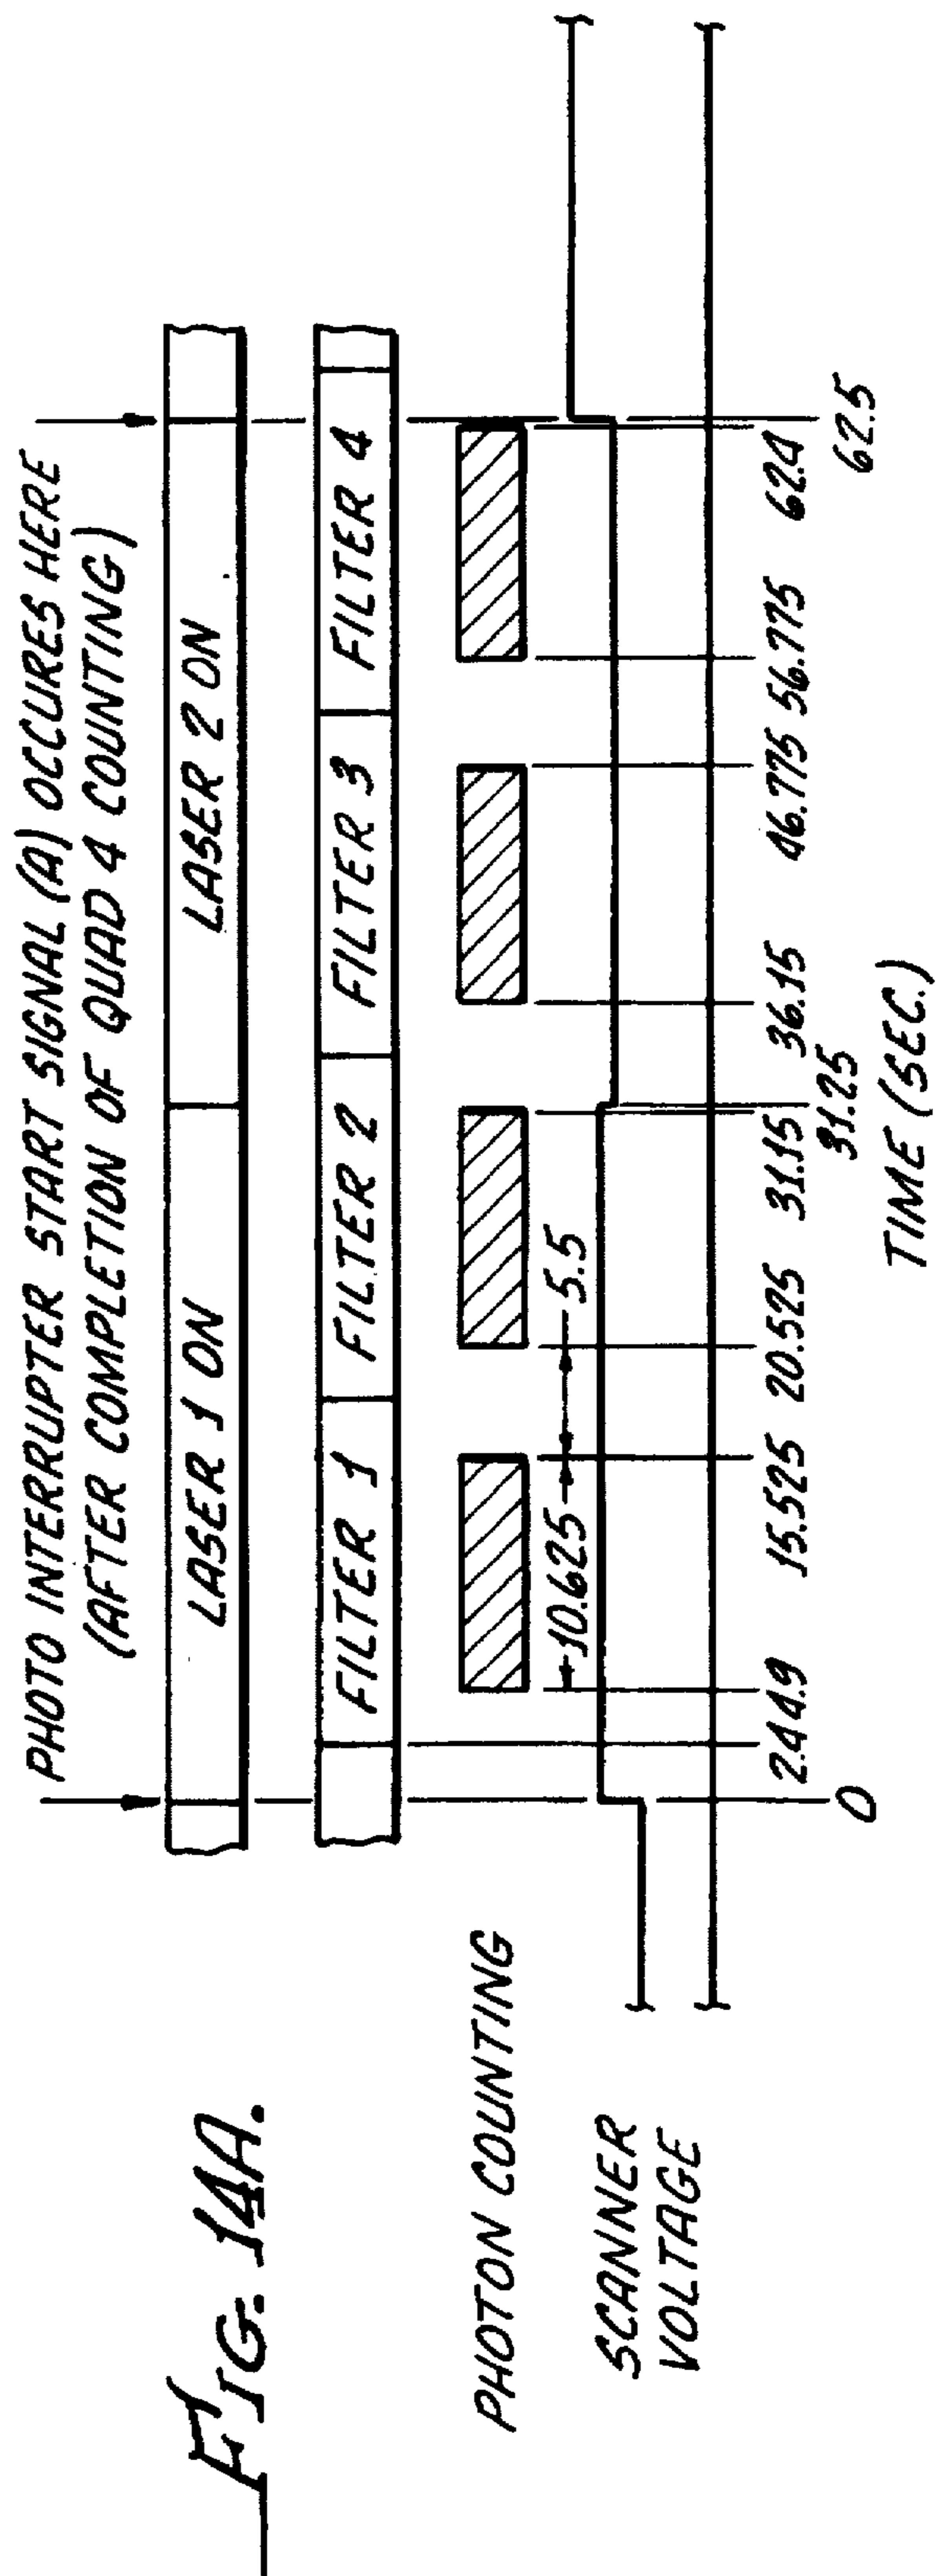 PHOTO INTERRUPTER START SIGNAL (A) OCCURES HERE
(AFTER COMPLETION OF QUAD 4 COUNTING)
LASER 1 ON
LASER 2 ON
FILTER 1
FILTER 2
FILTER 3
FILTER 4
PHOTON COUNTING
10.625
5.5
SCANNER
VOLTAGE
2.4 4.9 15.525 20.525 31.15 36.15 46.775 56.775 62.4
0 31.25 62.5
TIME (SEC.)
FIG. 14A.